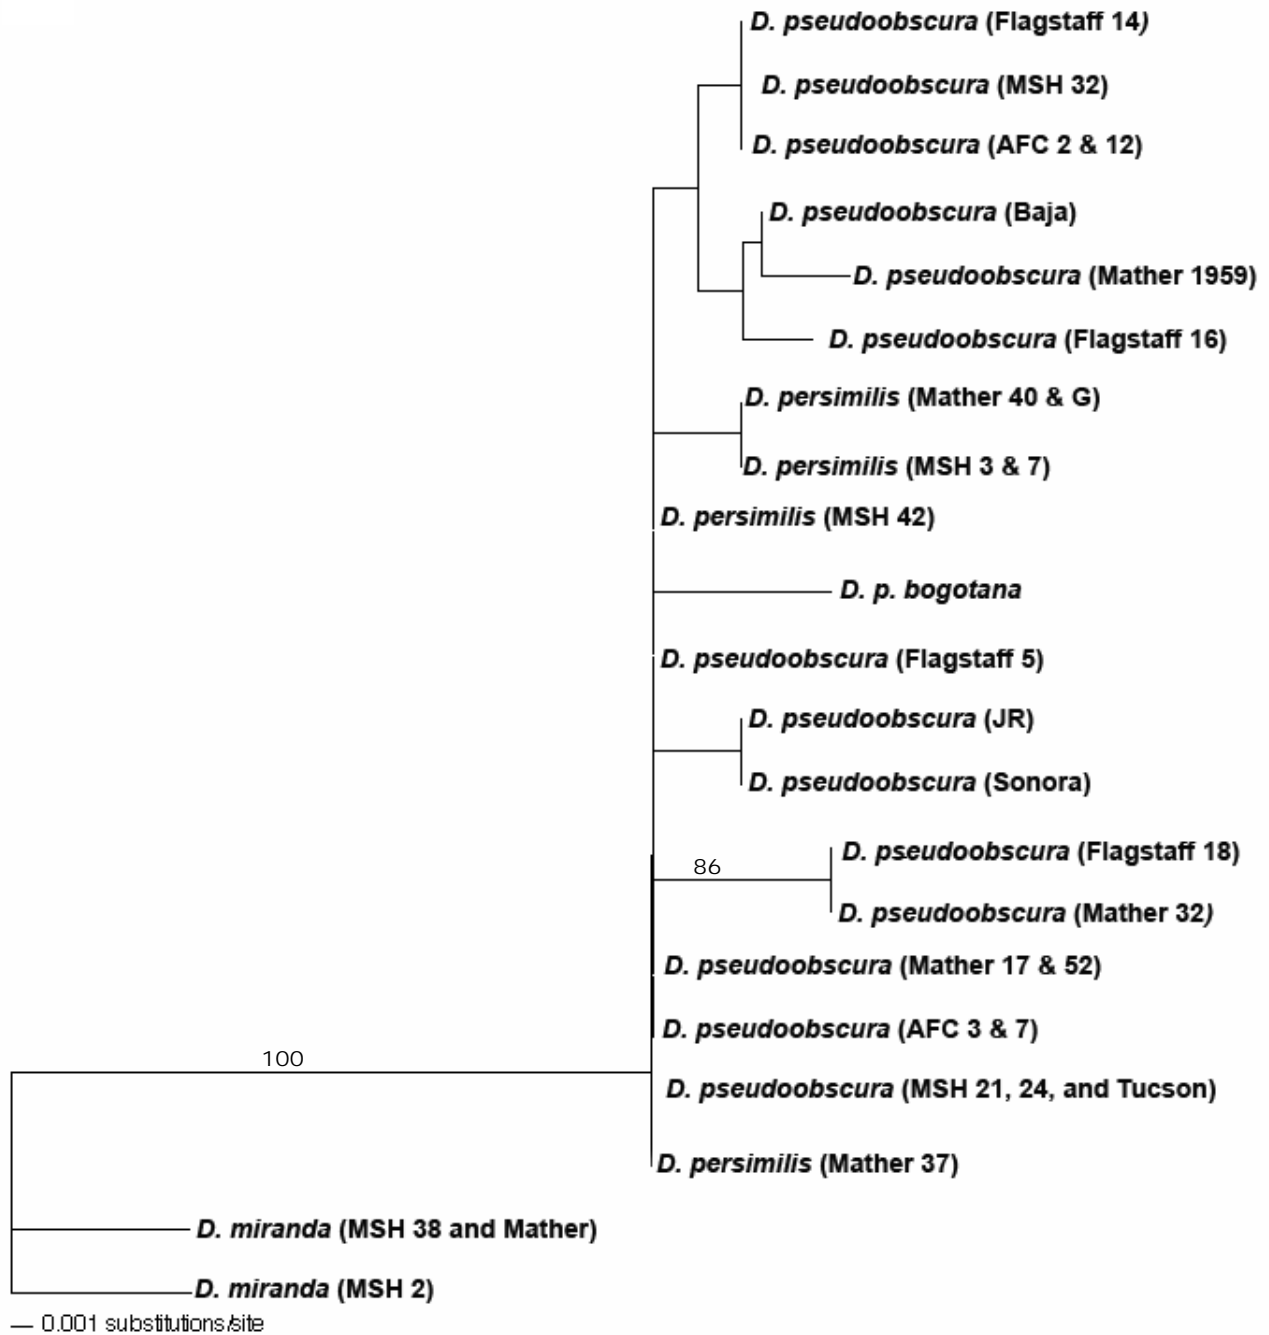 D. pseudoobscura (Flagstaff 14)
D. pseudoobscura (MSH 32)
D. pseudoobscura (AFC 2 & 12)
D. pseudoobscura (Baja)
D. pseudoobscura (Mather 1959)
D. pseudoobscura (Flagstaff 16)
D. persimilis (Mather 40 & G)
D. persimilis (MSH 3 & 7)
D. persimilis (MSH 42)
D. p. bogotana
D. pseudoobscura (Flagstaff 5)
D. pseudoobscura (JR)
D. pseudoobscura (Sonora)
D. pseudoobscura (Flagstaff 18)
86
D. pseudoobscura (Mather 32)
D. pseudoobscura (Mather 17 & 52)
D. pseudoobscura (AFC 3 & 7)
100
D. pseudoobscura (MSH 21, 24, and Tucson)
D. persimilis (Mather 37)
D. miranda (MSH 38 and Mather)
D. miranda (MSH 2)
0.001 substitutions/site